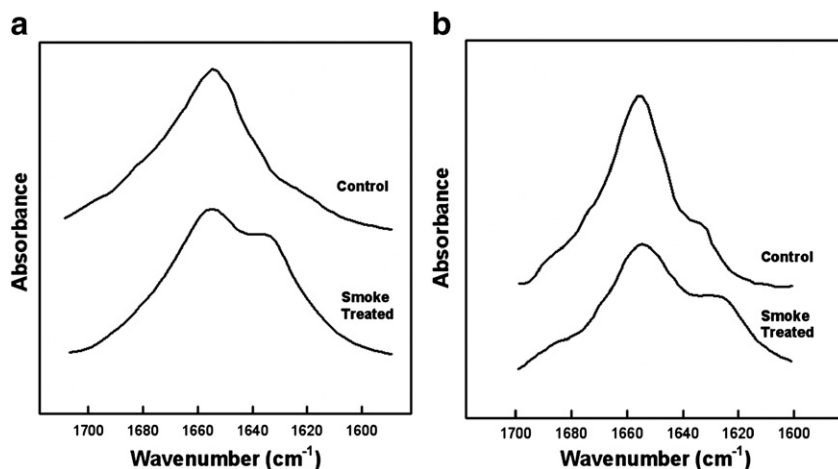 a
Absorbance
Control
Smoke
Treated
1700 1680 1660 1640 1620 1600
Wavenumber (cm⁻¹)
b
Absorbance
Control
Smoke
Treated
1700 1680 1660 1640 1620 1600
Wavenumber (cm⁻¹)